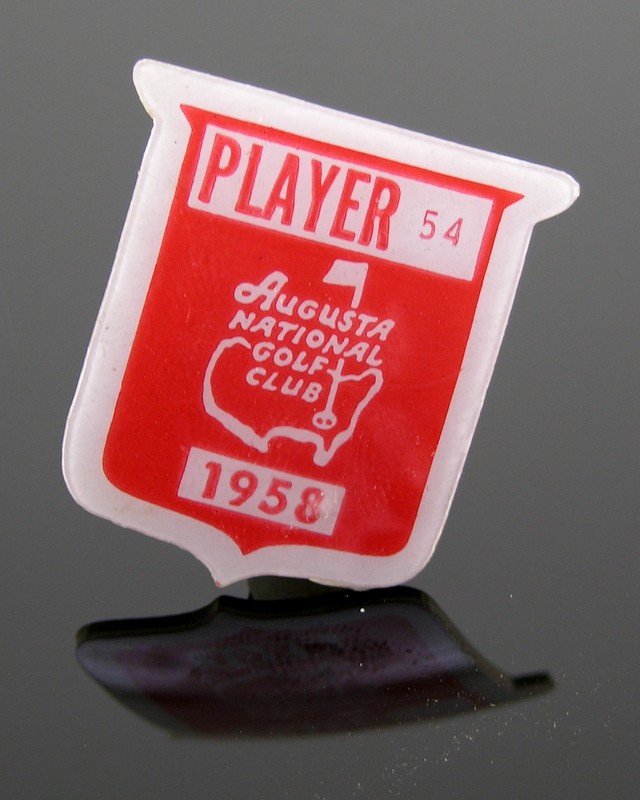 PLAYER 54
AUGUSTA
NATIONAL
GOLF
CLUB
1958